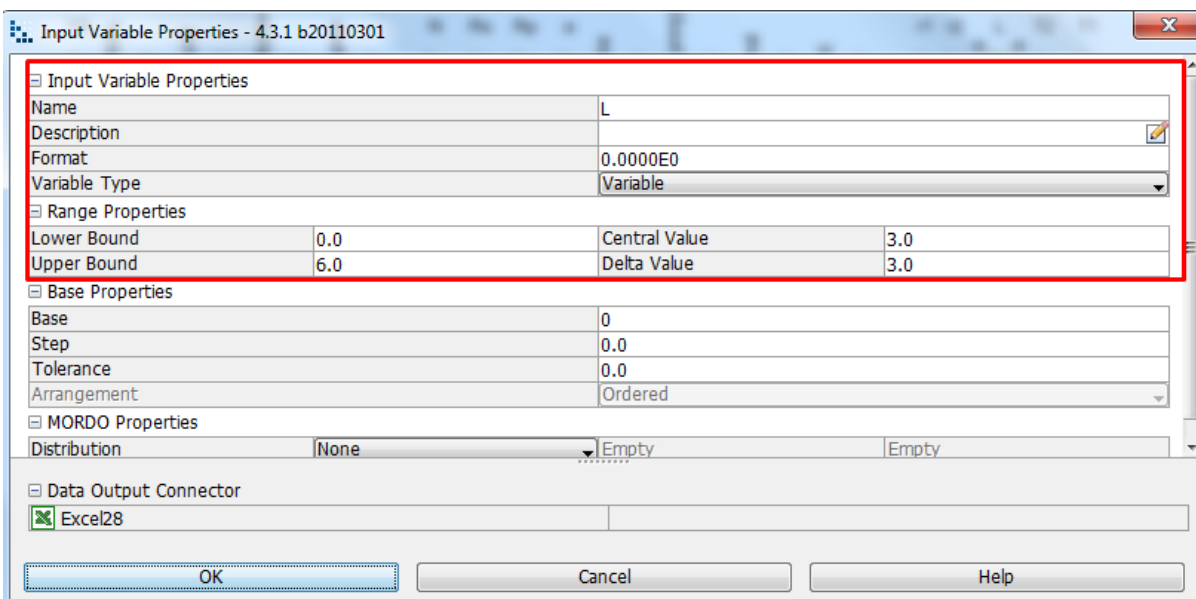 Input Variable Properties - 4.3.1 b20110301
Input Variable Properties
Name L
Description
Format 0.0000E0
Variable Type Variable
Range Properties
Lower Bound 0.0 Central Value 3.0
Upper Bound 6.0 Delta Value 3.0
Base Properties
Base 0
Step 0.0
Tolerance 0.0
Arrangement Ordered
MORDO Properties
Distribution None Empty Empty
Data Output Connector
Excel28
OK Cancel Help